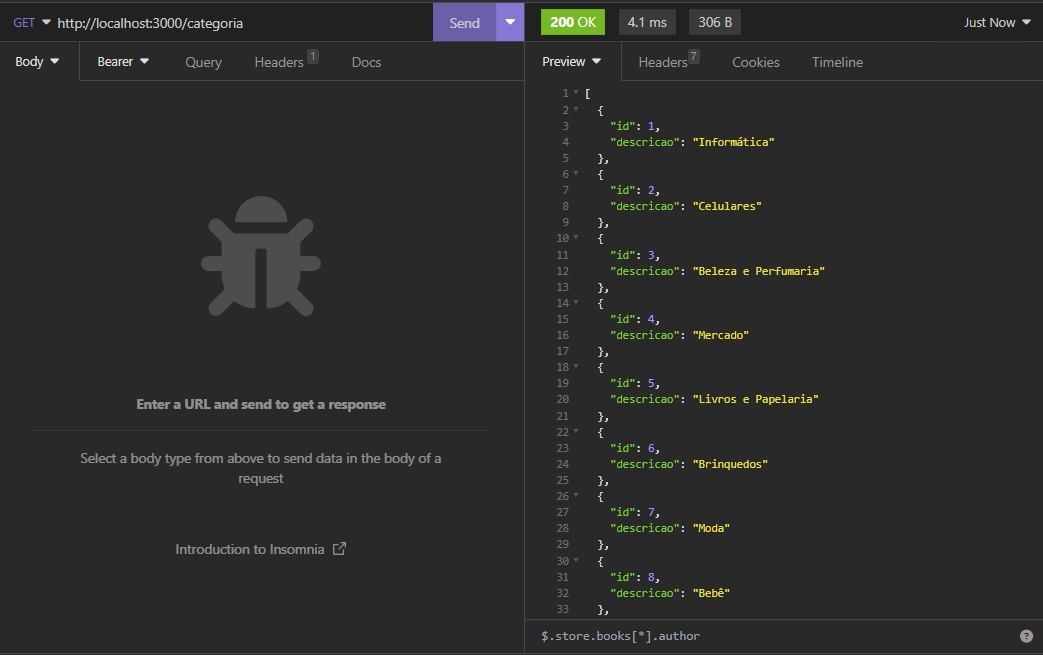 GET http://localhost:3000/categoria Send 200 OK 4.1 ms 306 B Just Now
Body Bearer Query Headers 1 Docs
Preview Headers 7 Cookies Timeline
1 [
2 {
3 "id": 1,
4 "descricao": "Informática"
5 },
6 {
7 "id": 2,
8 "descricao": "Celulares"
9 },
10 {
11 "id": 3,
12 "descricao": "Beleza e Perfumaria"
13 },
14 {
15 "id": 4,
16 "descricao": "Mercado"
17 },
18 {
19 "id": 5,
20 "descricao": "Livros e Papelaria"
21 },
22 {
23 "id": 6,
24 "descricao": "Brinquedos"
25 },
26 {
27 "id": 7,
28 "descricao": "Moda"
29 },
30 {
31 "id": 8,
32 "descricao": "Bebê"
33 },
Enter a URL and send to get a response
Select a body type from above to send data in the body of a
request
Introduction to Insomnia
$.store.books[*].author ?